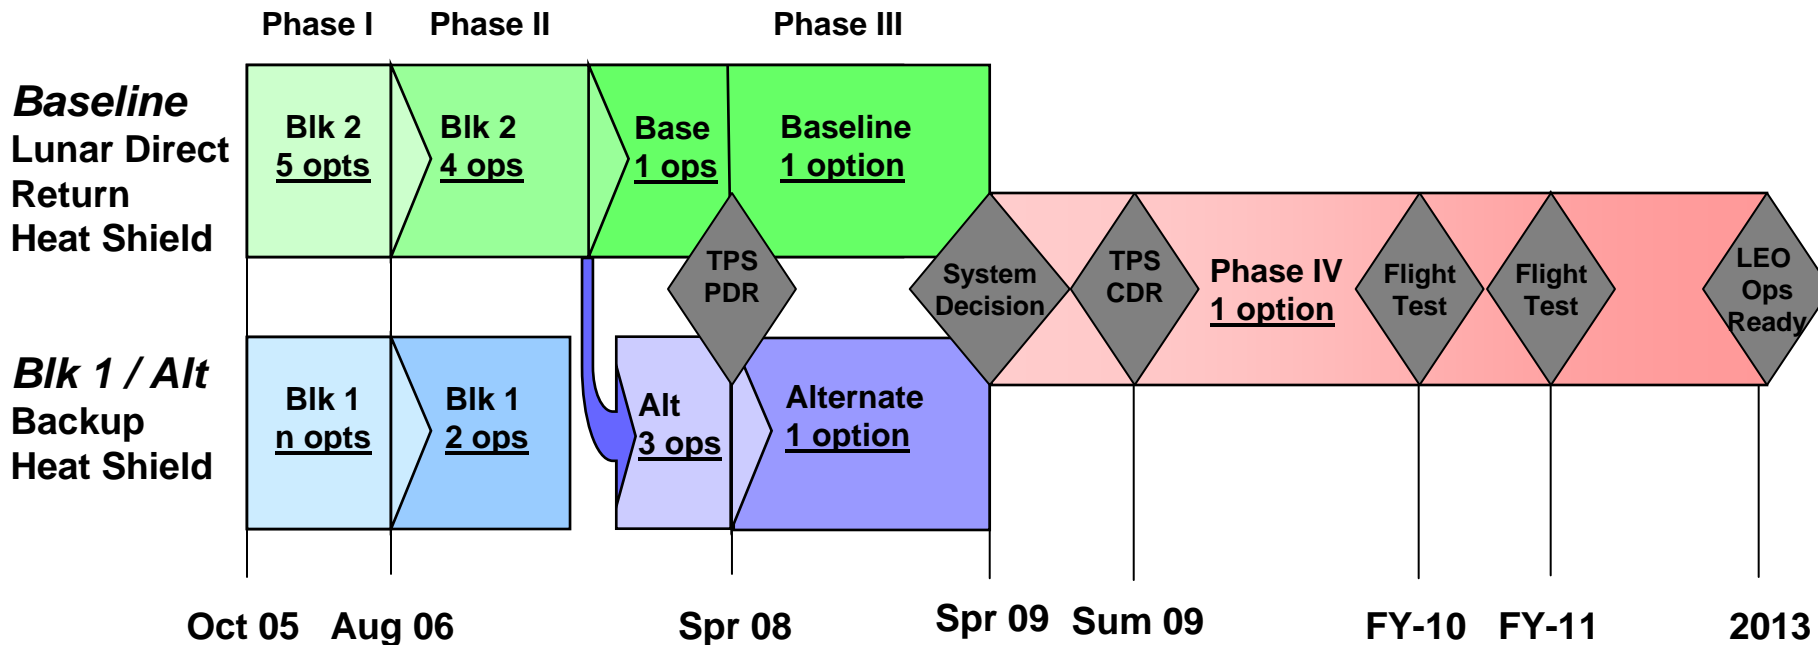 Phase I
Phase II
Phase III
Baseline
Lunar Direct
Return
Heat Shield
Blk 2
5 opts
Blk 2
4 ops
Base
1 ops
Baseline
1 option
TPS
PDR
System
Decision
TPS
CDR
Phase IV
1 option
Flight
Test
Flight
Test
LEO
Ops
Ready
Blk 1 / Alt
Backup
Heat Shield
Blk 1
n opts
Blk 1
2 ops
Alt
3 ops
Alternate
1 option
Oct 05
Aug 06
Spr 08
Spr 09
Sum 09
FY-10
FY-11
2013